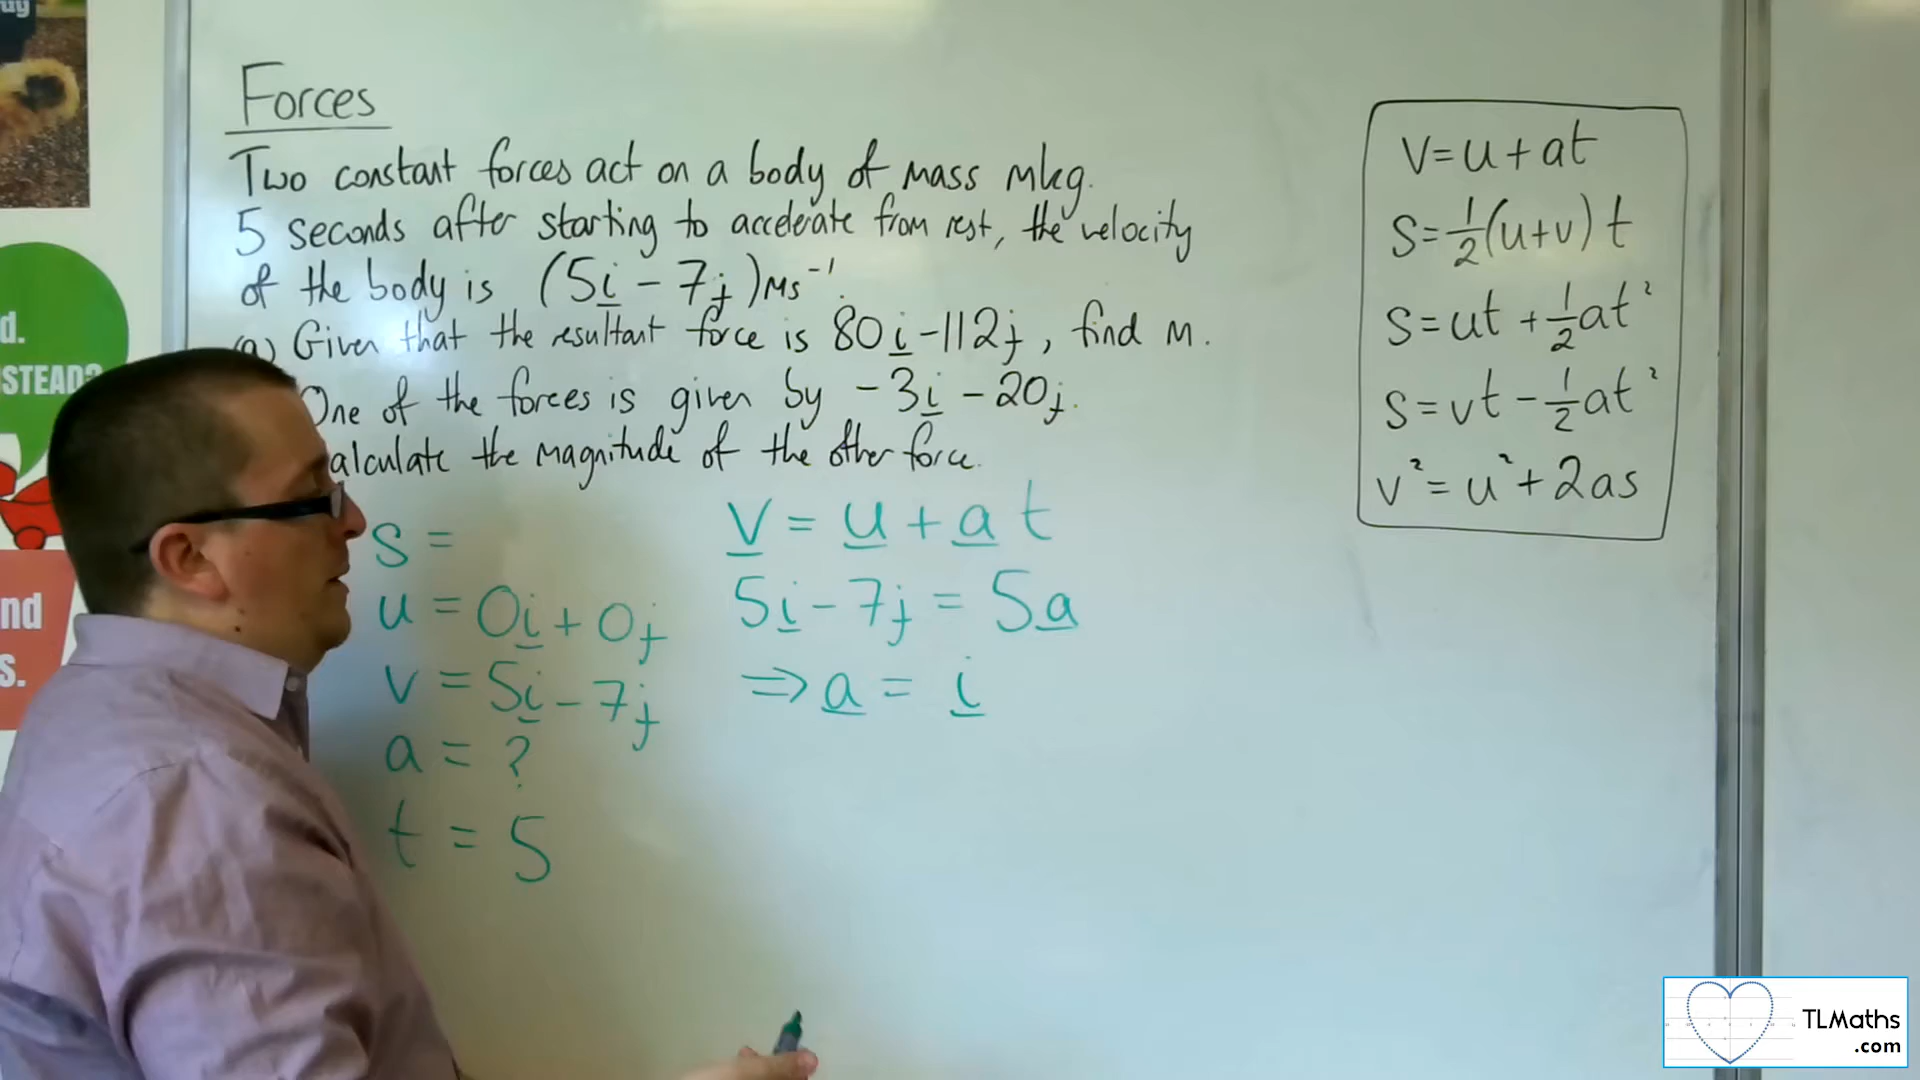 Forces
Two constant forces act on a body of mass mkg.
5 seconds after starting to accelerate from rest, the velocity
of the body is (5i - 7j)ms⁻¹.
(a) Given that the resultant force is 80i - 112j, find m.
One of the forces is given by -3i - 20j.
alculate the magnitude of the other force.
s =
u = 0i + 0j
v = 5i - 7j
a = ?
t = 5
v = u + at
5i - 7j = 5a
⇒ a = i
v = u + at
s = ½(u+v)t
s = ut + ½at²
s = vt - ½at²
v² = u² + 2as
d.
STEAD?
nd
s.
TLMaths
.com